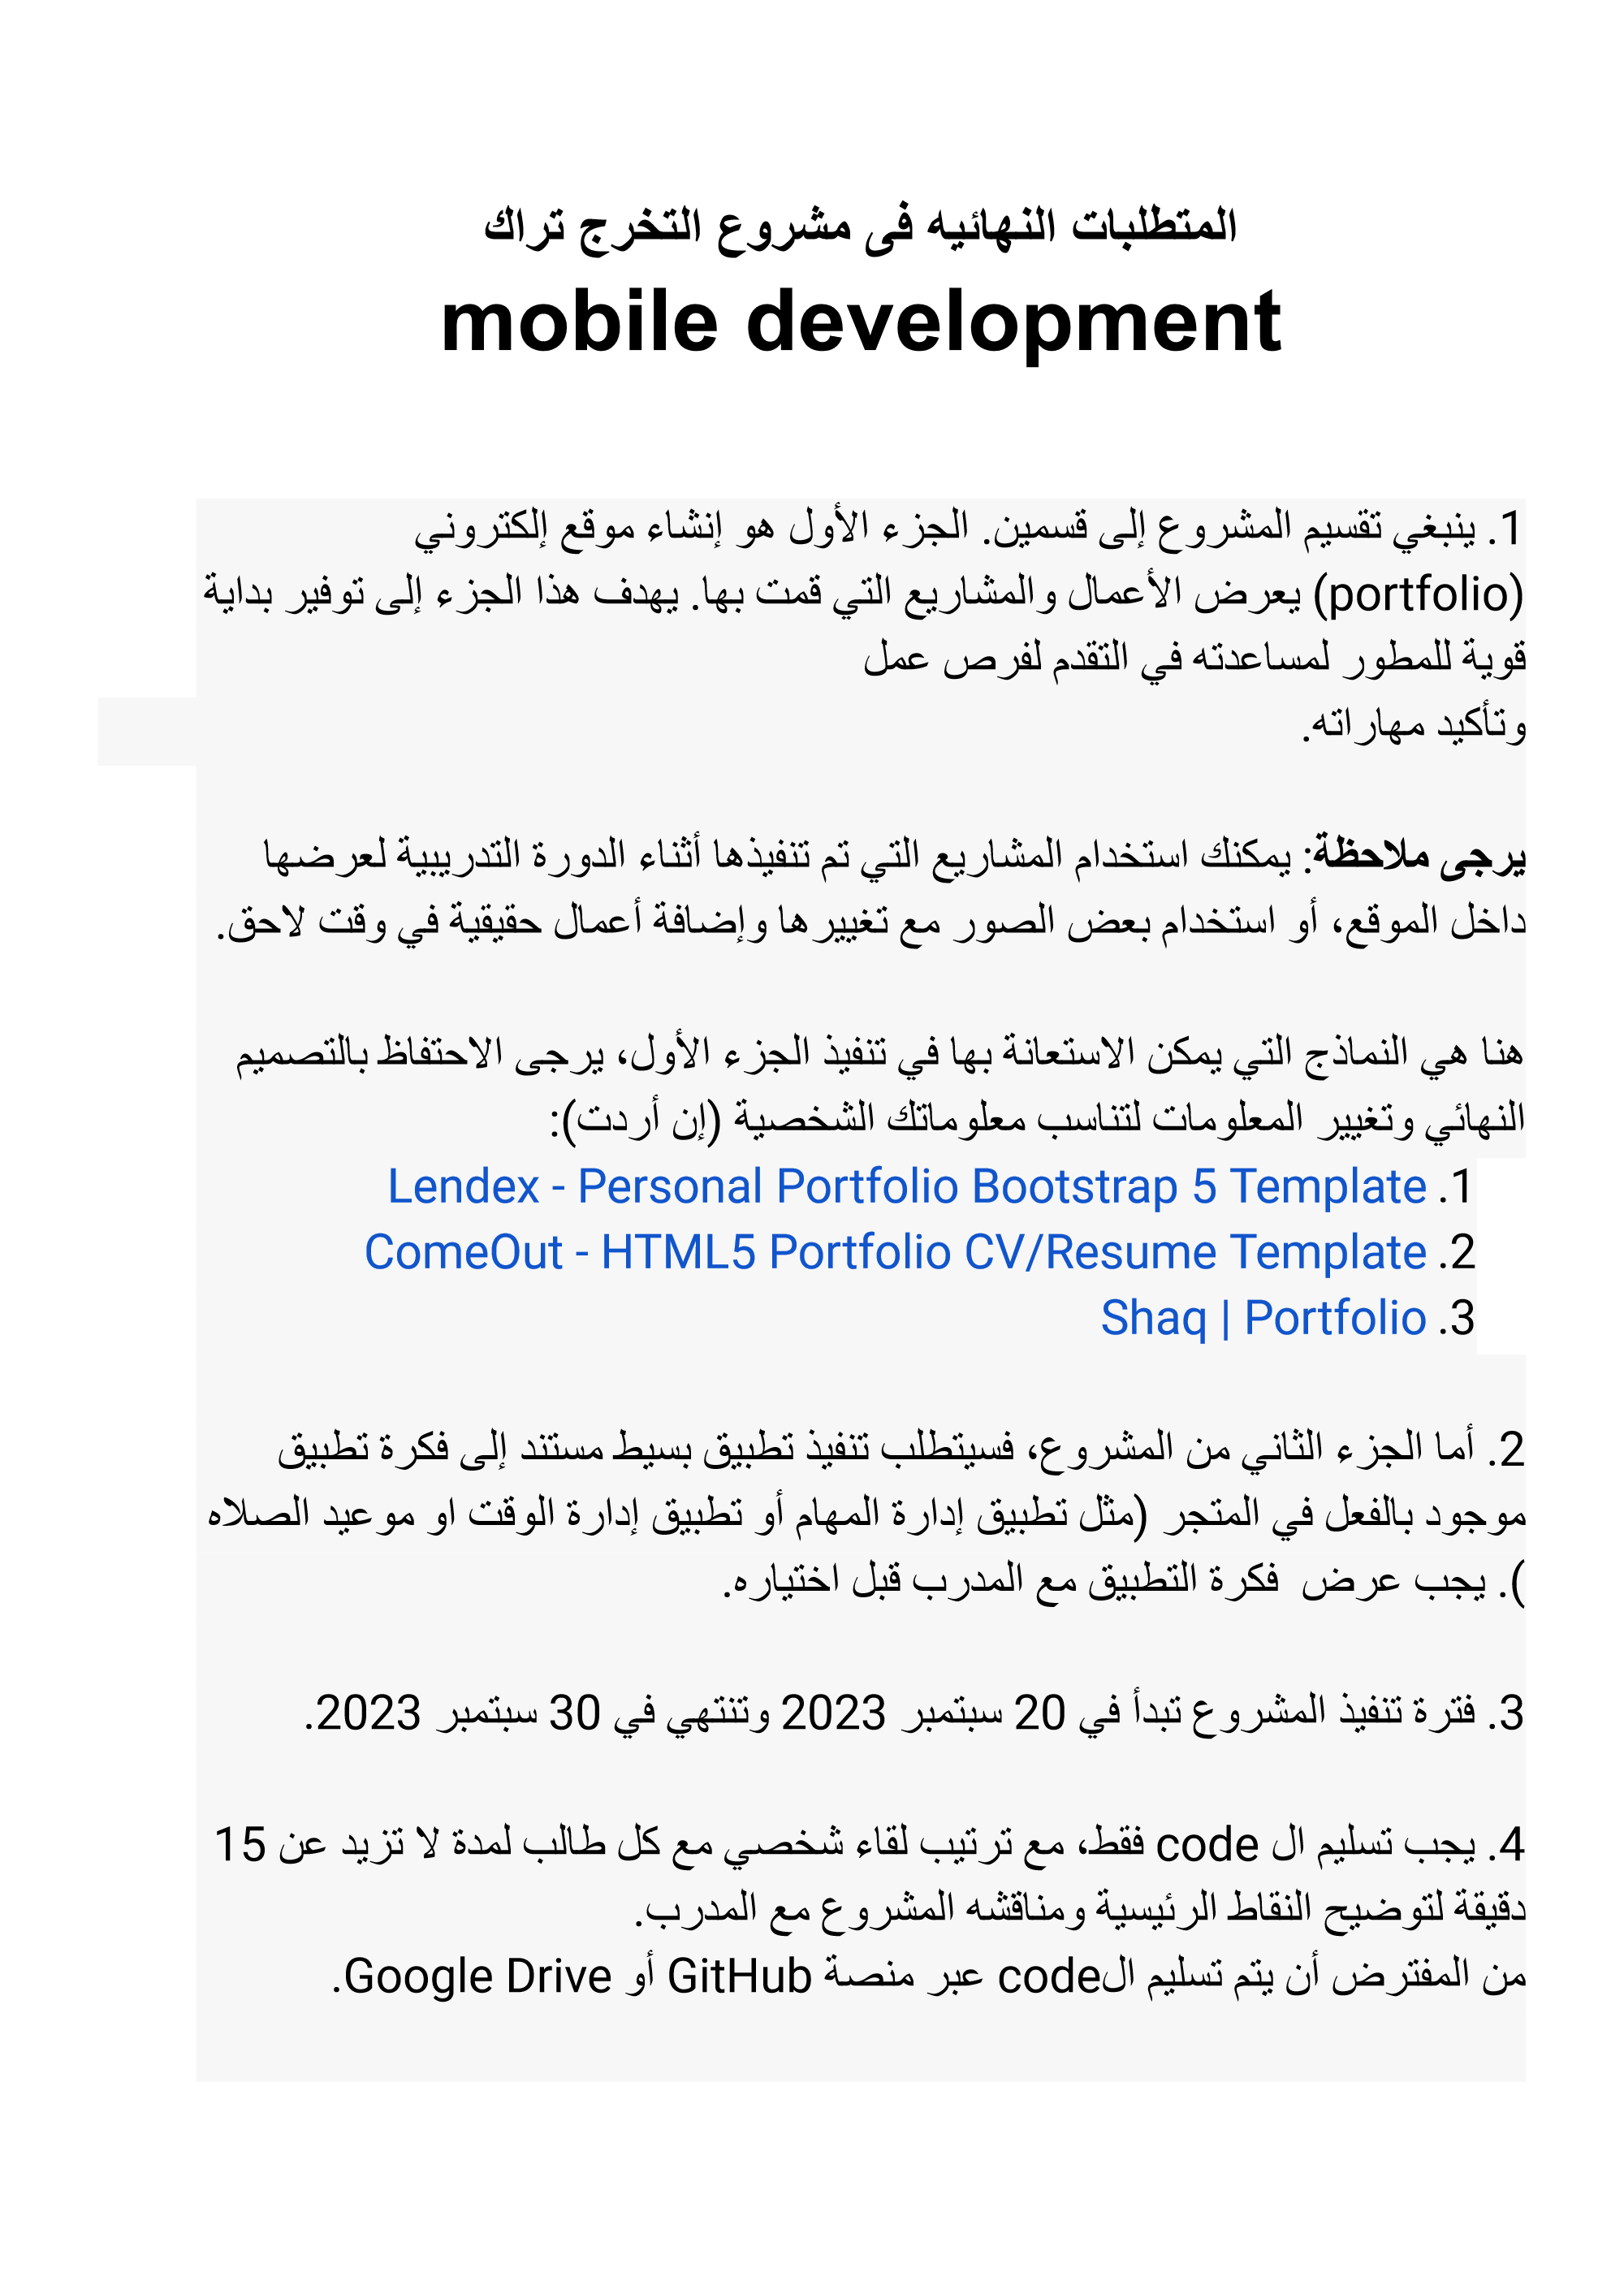 المتطلبات النهائيه فى مشروع التخرج تراك
mobile development
1. ينبغي تقسيم المشروع إلى قسمين. الجزء الأول هو إنشاء موقع إلكتروني
(portfolio) يعرض الأعمال والمشاريع التي قمت بها. يهدف هذا الجزء إلى توفير بداية
قوية للمطور لمساعدته في التقدم لفرص عمل
وتأكيد مهاراته.
يرجى ملاحظة: يمكنك استخدام المشاريع التي تم تنفيذها أثناء الدورة التدريبية لعرضها
داخل الموقع، أو استخدام بعض الصور مع تغييرها وإضافة أعمال حقيقية في وقت لاحق.
هنا هي النماذج التي يمكن الاستعانة بها في تنفيذ الجزء الأول، يرجى الاحتفاظ بالتصميم
النهائي وتغيير المعلومات لتناسب معلوماتك الشخصية (إن أردت):
1. Lendex - Personal Portfolio Bootstrap 5 Template
2. ComeOut - HTML5 Portfolio CV/Resume Template
3. Shaq | Portfolio
2. أما الجزء الثاني من المشروع، فسيتطلب تنفيذ تطبيق بسيط مستند إلى فكرة تطبيق
موجود بالفعل في المتجر (مثل تطبيق إدارة المهام أو تطبيق إدارة الوقت او موعيد الصلاه
). يجب عرض فكرة التطبيق مع المدرب قبل اختياره.
3. فترة تنفيذ المشروع تبدأ في 20 سبتمبر 2023 وتنتهي في 30 سبتمبر 2023.
4. يجب تسليم ال code فقط، مع ترتيب لقاء شخصي مع كل طالب لمدة لا تزيد عن 15
دقيقة لتوضيح النقاط الرئيسية ومناقشه المشروع مع المدرب.
من المفترض أن يتم تسليم الcode عبر منصة GitHub أو Google Drive.